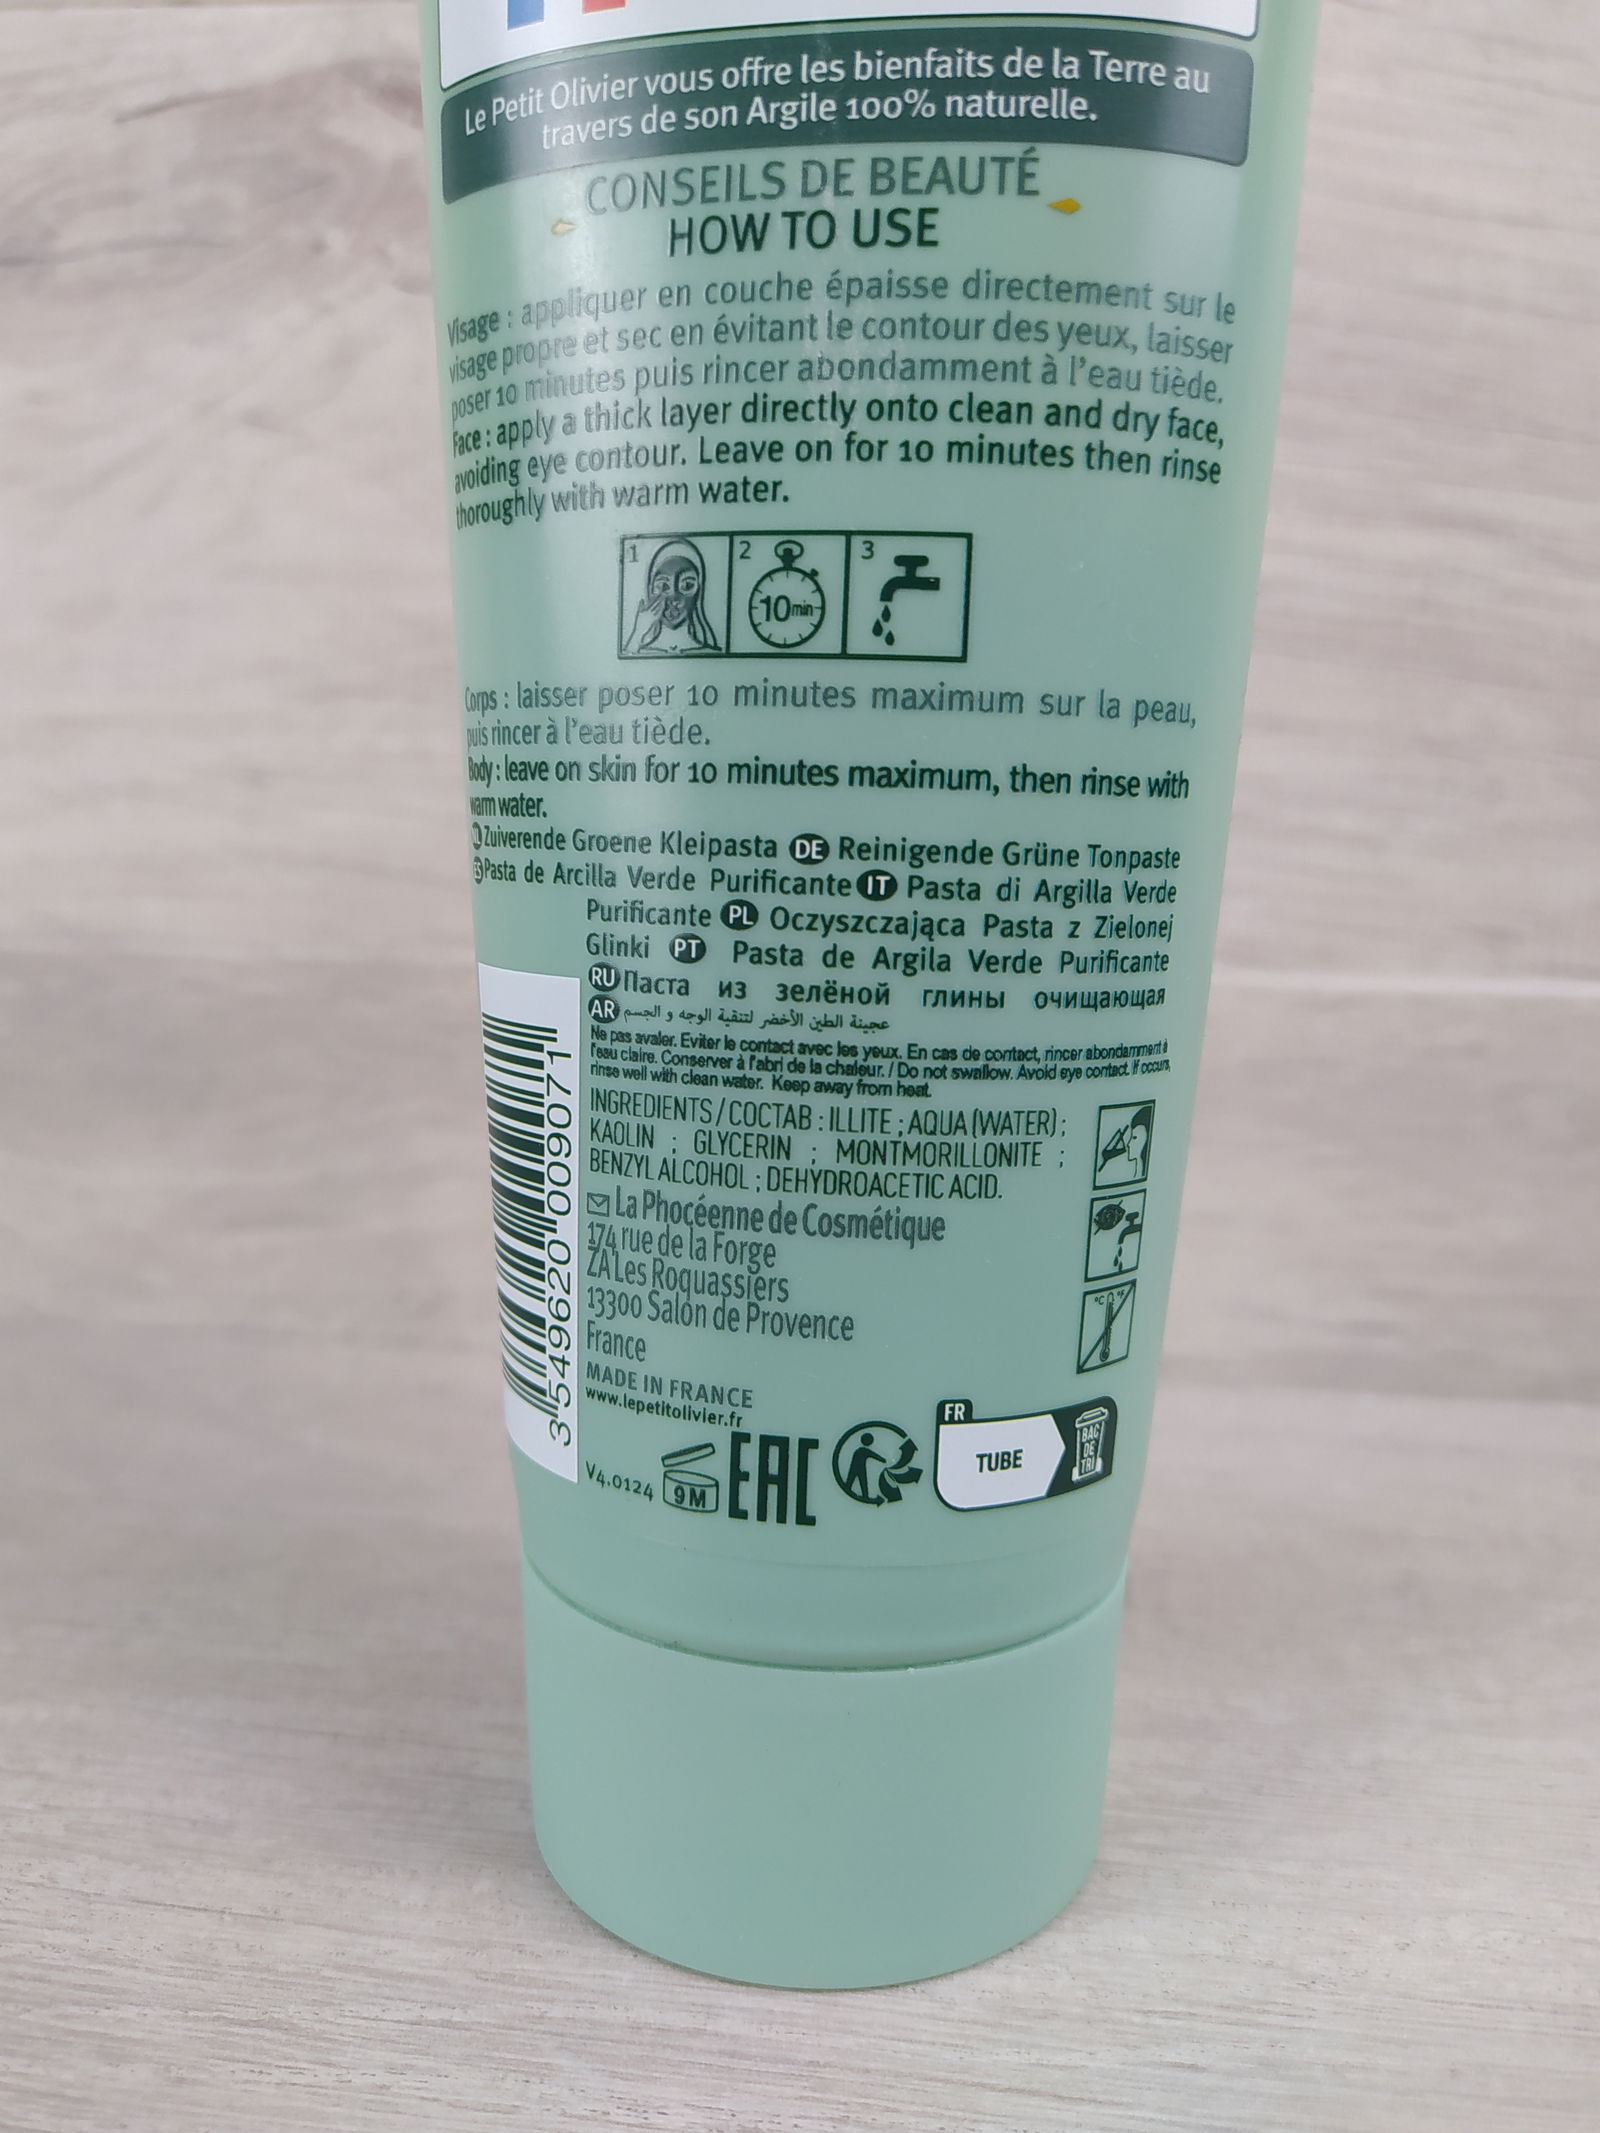 Le Petit Olivier vous offre les bienfaits de la Terre au
travers de son Argile 100% naturelle.
CONSEILS DE BEAUTÉ
HOW TO USE
Visage : appliquer en couche épaisse directement sur le
visage propre et sec en évitant le contour des yeux, laisser
poser 10 minutes puis rincer abondamment à l'eau tiède.
Face : apply a thick layer directly onto clean and dry face,
avoiding eye contour. Leave on for 10 minutes then rinse
thoroughly with warm water.
1 2 3
10min
Corps : laisser poser 10 minutes maximum sur la peau,
puis rincer à l'eau tiède.
Body : leave on skin for 10 minutes maximum, then rinse with
warm water.
Zuiverende Groene Kleipasta DE Reinigende Grüne Tonpaste
ES Pasta de Arcilla Verde Purificante IT Pasta di Argilla Verde
Purificante PL Oczyszczająca Pasta z Zielonej
Glinki PT Pasta de Argila Verde Purificante
RU Паста из зелёной глины очищающая
AR عجينة الطين الأخضر لتنقية الوجه و الجسم
Ne pas avaler. Eviter le contact avec les yeux. En cas de contact, rincer abondamment à
l'eau claire. Conserver à l'abri de la chaleur. / Do not swallow. Avoid eye contact. If occurs,
rinse well with clean water. Keep away from heat.
INGREDIENTS / COCTAB : ILLITE ; AQUA (WATER) ;
KAOLIN ; GLYCERIN ; MONTMORILLONITE ;
BENZYL ALCOHOL ; DEHYDROACETIC ACID.
La Phocéenne de Cosmétique
174 rue de la Forge
ZA Les Roquassiers
13300 Salon de Provence
France
MADE IN FRANCE
www.lepetitolivier.fr
3 549620 009071
°C °F
V4.0124
9 M
EAC
FR
TUBE
BAC
DE
TRI